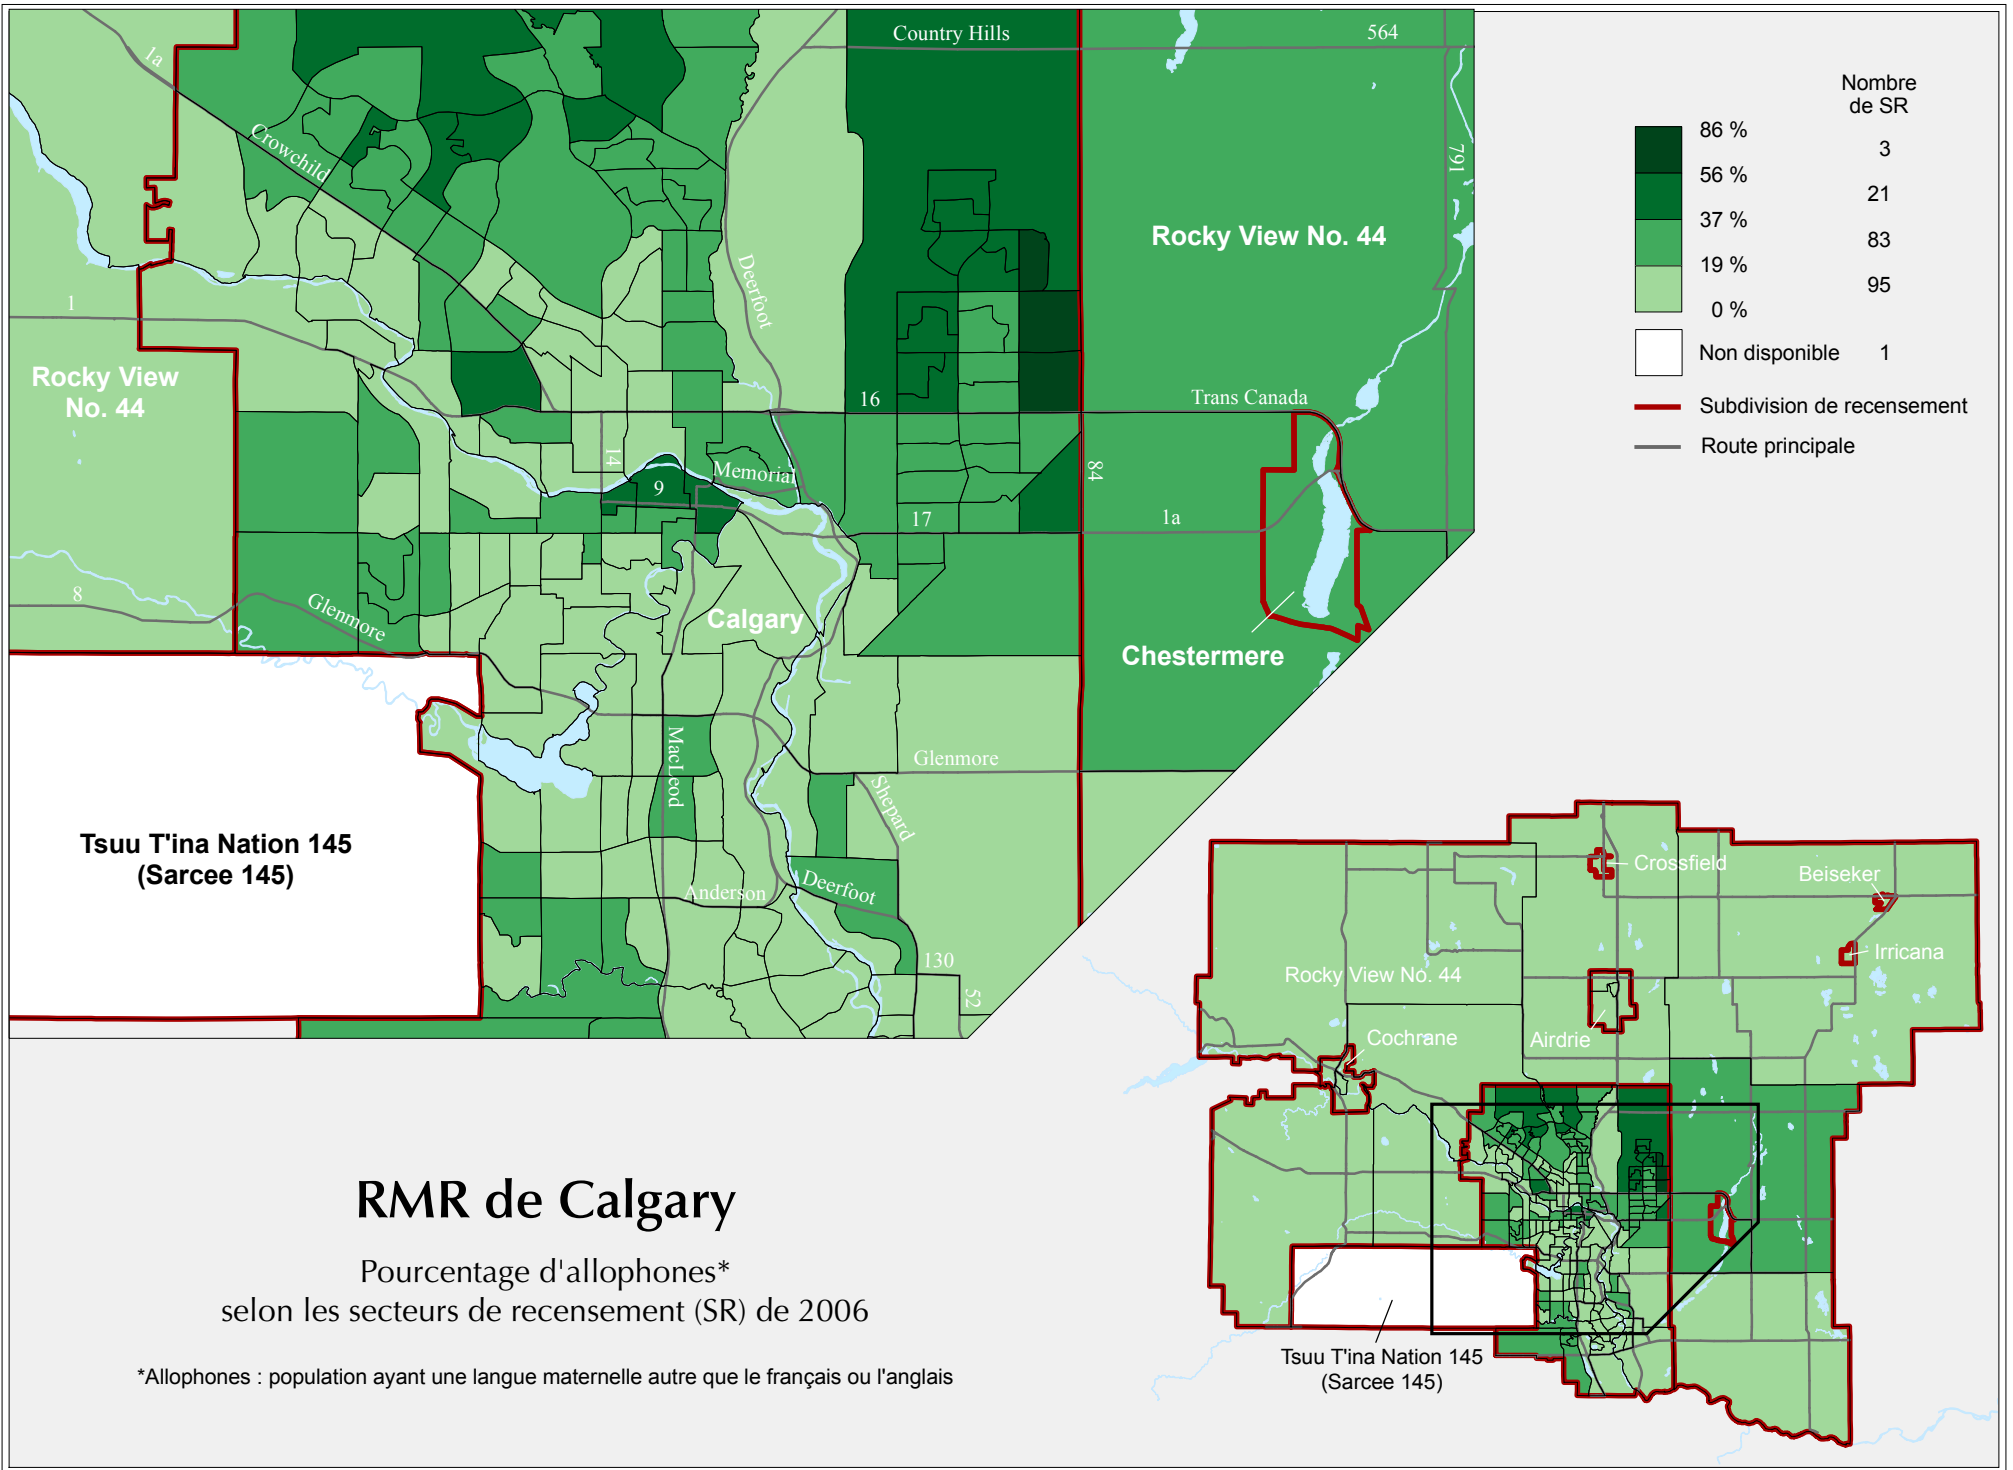 1a
Country Hills
564
Crowchild
791
Rocky View No. 44
Deerfoot
1
Rocky View
No. 44
16
Trans Canada
14
Memorial
9
84
17
1a
8
Glenmore
Calgary
Chestermere
MacLeod
Glenmore
Shepard
Tsuu T'ina Nation 145
(Sarcee 145)
Anderson
Deerfoot
130
52
Nombre
de SR
86 %
3
56 %
21
37 %
83
19 %
95
0 %
Non disponible 1
Subdivision de recensement
Route principale
Crossfield
Beiseker
Irricana
Rocky View No. 44
Airdrie
Cochrane
Tsuu T'ina Nation 145
(Sarcee 145)
RMR de Calgary
Pourcentage d'allophones*
selon les secteurs de recensement (SR) de 2006
*Allophones : population ayant une langue maternelle autre que le français ou l'anglais